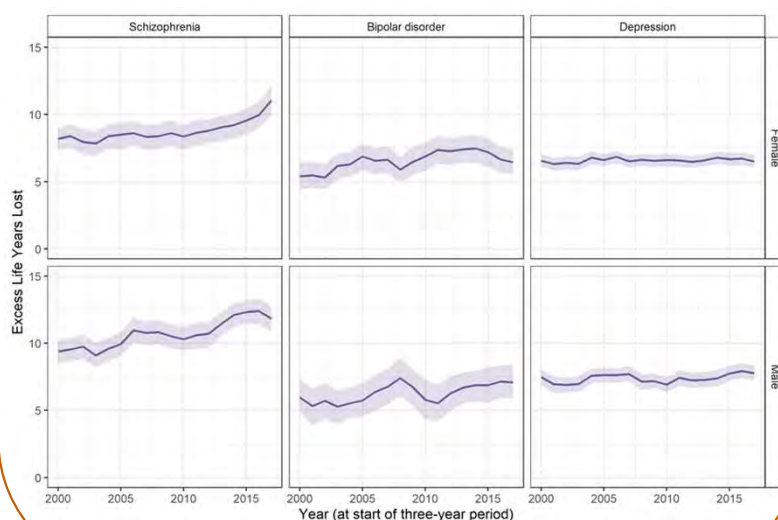 Schizophrenia Bipolar disorder Depression
15
10
5
0
Female
15
10
5
0
Male
Excess Life Years Lost
2000 2005 2010 2015 2000 2005 2010 2015 2000 2005 2010 2015
Year (at start of three-year period)